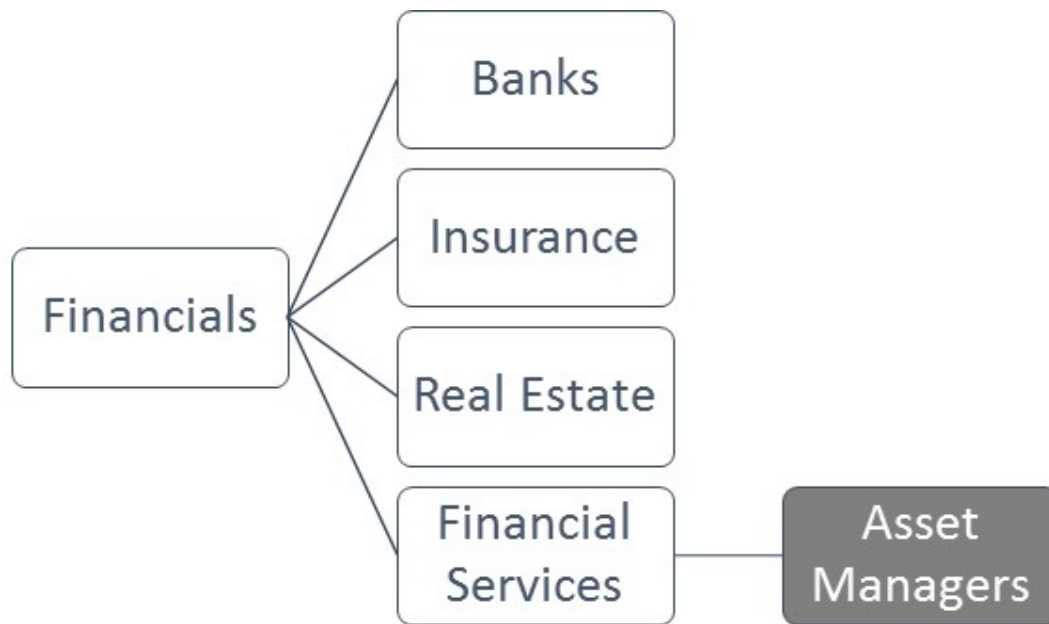 Banks
Insurance
Financials
Real Estate
Financial
Services
Asset
Managers